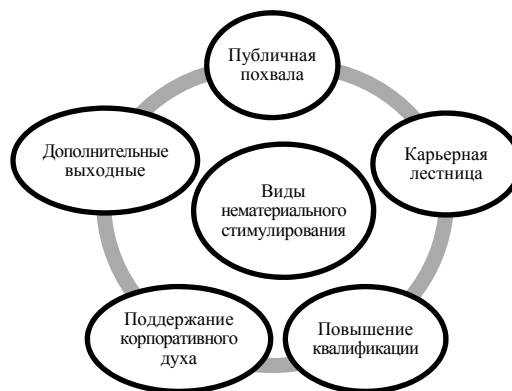 Публичная
похвала
Карьерная
лестница
Дополнительные
выходные
Виды
нематериального
стимулирования
Поддержание
корпоративного
духа
Повышение
квалификации